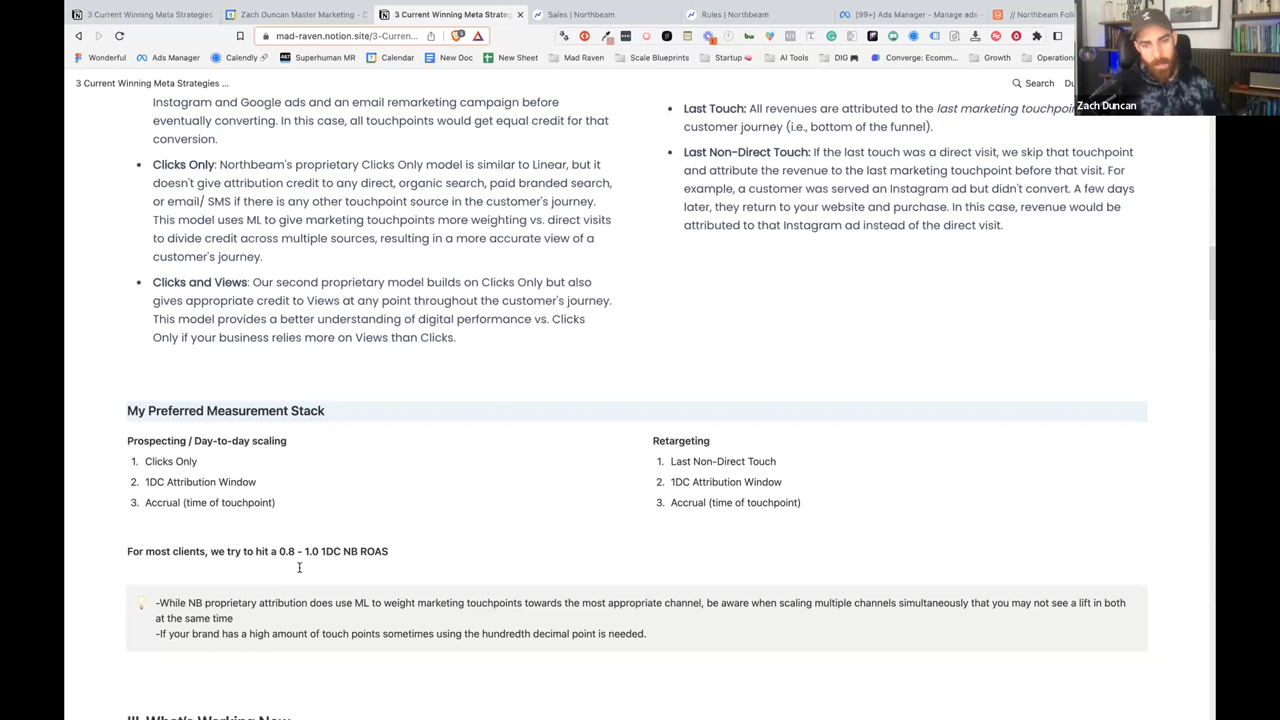 3 Current Winning Meta Strategies
Zach Duncan Master Marketing - C
3 Current Winning Meta Strateg
Sales | Northbeam
Rules | Northbeam
(99+) Ads Manager - Manage ads -
// Northbeam Foll
mad-raven.notion.site/3-Curren...
Wonderful
Meta Ads Manager
Calendly
Superhuman MR
Calendar
New Doc
New Sheet
Mad Raven
Scale Blueprints
Startup 🧠
AI Tools
DIG 🎮
Converge: Ecomm...
Growth
Operations
Zach Duncan
3 Current Winning Meta Strategies ...
Search
Du
Instagram and Google ads and an email remarketing campaign before
eventually converting. In this case, all touchpoints would get equal credit for that
conversion.
• Clicks Only: Northbeam's proprietary Clicks Only model is similar to Linear, but it
doesn't give attribution credit to any direct, organic search, paid branded search,
or email/ SMS if there is any other touchpoint source in the customer's journey.
This model uses ML to give marketing touchpoints more weighting vs. direct visits
to divide credit across multiple sources, resulting in a more accurate view of a
customer's journey.
• Clicks and Views: Our second proprietary model builds on Clicks Only but also
gives appropriate credit to Views at any point throughout the customer's journey.
This model provides a better understanding of digital performance vs. Clicks
Only if your business relies more on Views than Clicks.
• Last Touch: All revenues are attributed to the last marketing touchpoin
customer journey (i.e., bottom of the funnel).
• Last Non-Direct Touch: If the last touch was a direct visit, we skip that touchpoint
and attribute the revenue to the last marketing touchpoint before that visit. For
example, a customer was served an Instagram ad but didn't convert. A few days
later, they return to your website and purchase. In this case, revenue would be
attributed to that Instagram ad instead of the direct visit.
My Preferred Measurement Stack
Prospecting / Day-to-day scaling
1. Clicks Only
2. 1DC Attribution Window
3. Accrual (time of touchpoint)
Retargeting
1. Last Non-Direct Touch
2. 1DC Attribution Window
3. Accrual (time of touchpoint)
For most clients, we try to hit a 0.8 - 1.0 1DC NB ROAS
-While NB proprietary attribution does use ML to weight marketing touchpoints towards the most appropriate channel, be aware when scaling multiple channels simultaneously that you may not see a lift in both
at the same time
-If your brand has a high amount of touch points sometimes using the hundredth decimal point is needed.
III. What's Working Now